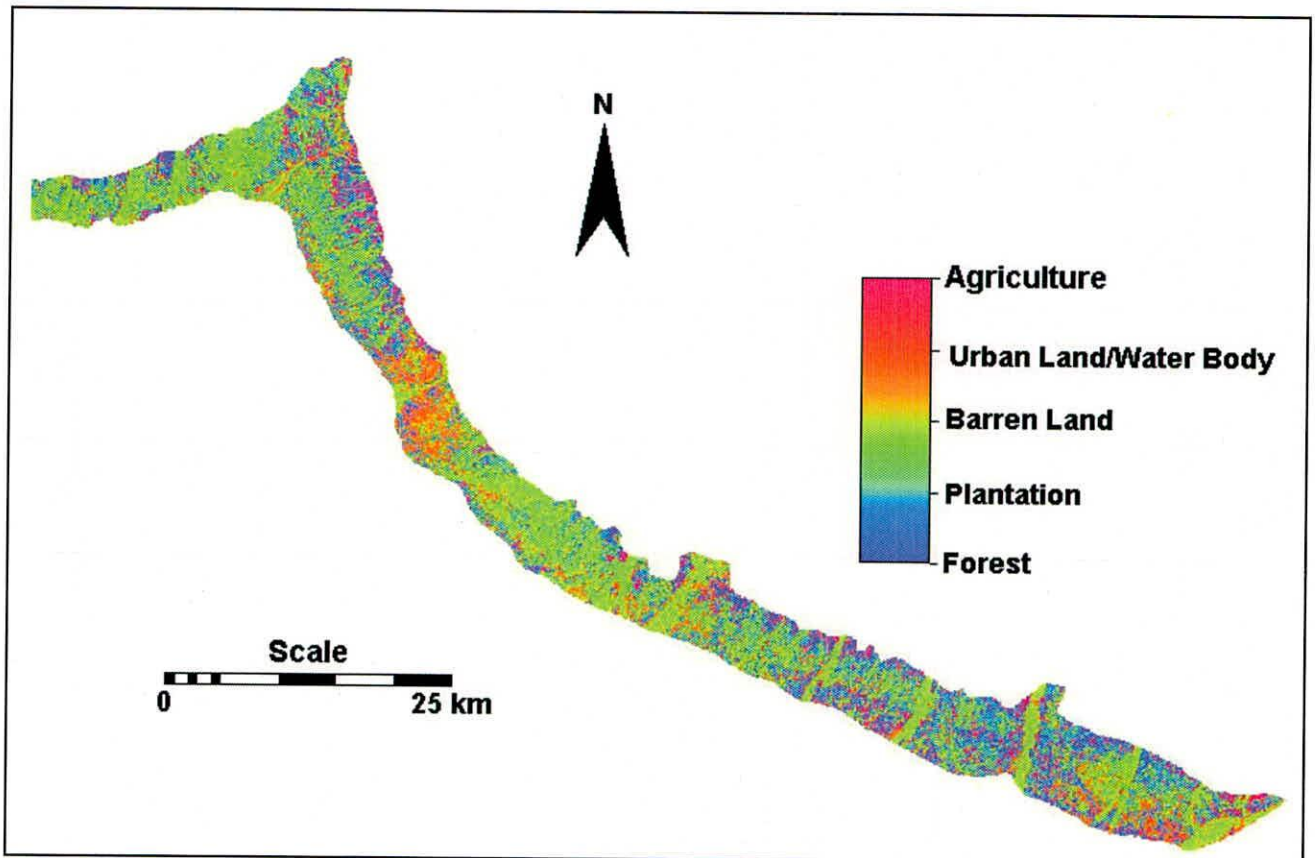 N
Agriculture
Urban Land/Water Body
Barren Land
Plantation
Forest
Scale
0 25 km